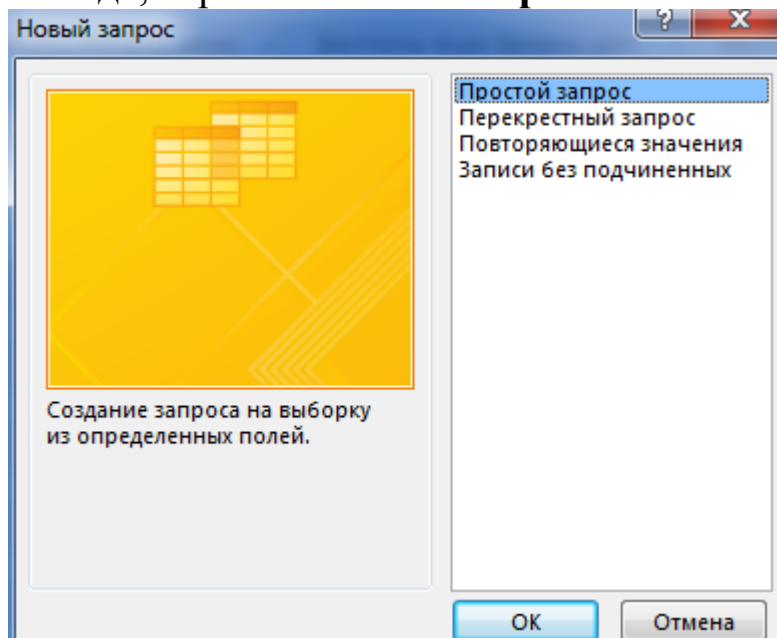 Новый запрос
?
x
Простой запрос
Перекрестный запрос
Повторяющиеся значения
Записи без подчиненных
Создание запроса на выборку
из определенных полей.
ОК
Отмена